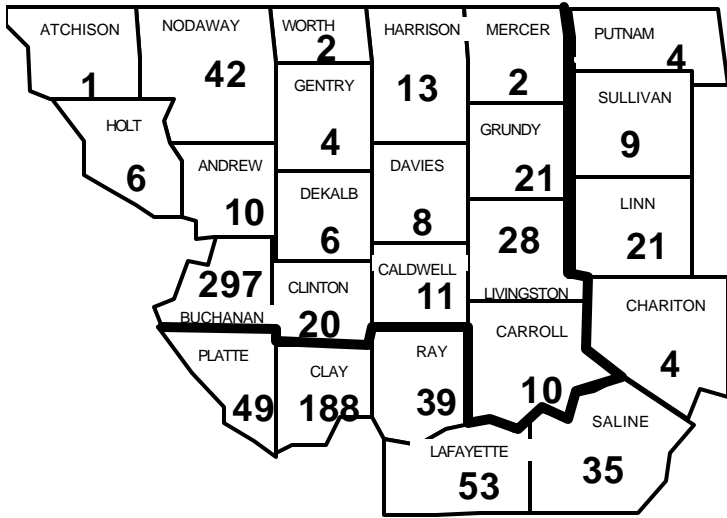 ATCHISON
1
NODAWAY
42
WORTH
2
HARRISON
13
MERCER
2
PUTNAM
4
HOLT
6
GENTRY
4
SULLIVAN
9
ANDREW
10
DEKALB
6
DAVIES
8
GRUNDY
21
LINN
21
297
BUCHANAN
CLINTON
20
CALDWELL
11
28
LIVINGSTON
CHARITON
4
PLATTE
49
CLAY
188
RAY
39
CARROLL
10
LAFAYETTE
53
SALINE
35